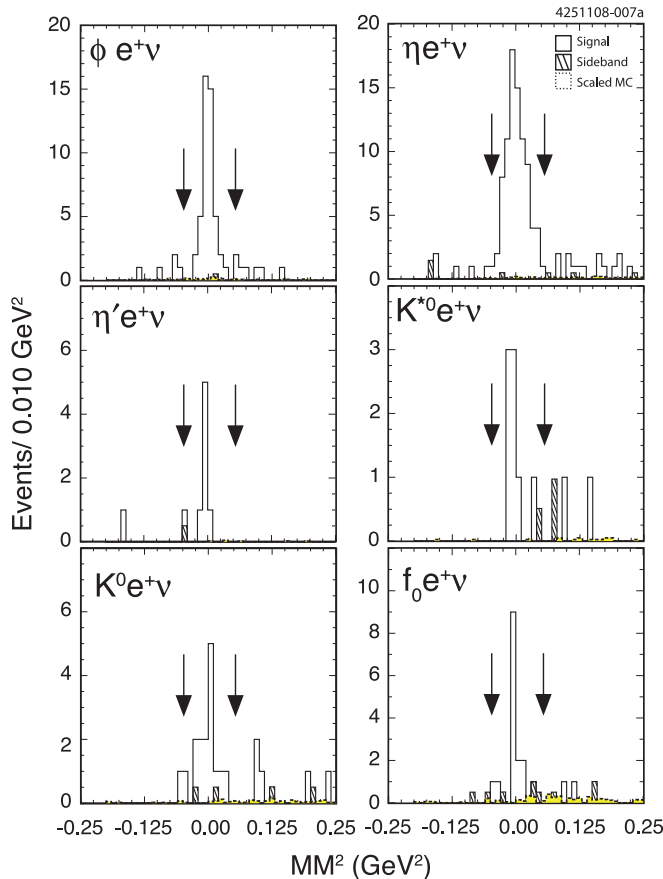 4251108-007a
ϕ e⁺ν
20
15
10
5
0
ηe⁺ν
Signal
Sideband
Scaled MC
20
15
10
5
0
η′e⁺ν
6
4
2
0
K*⁰e⁺ν
3
2
1
0
K⁰e⁺ν
6
4
2
0
f₀e⁺ν
10
8
6
4
2
0
Events/ 0.010 GeV²
-0.25 -0.125 0.00 0.125 0.25
-0.25 -0.125 0.00 0.125 0.25
MM² (GeV²)